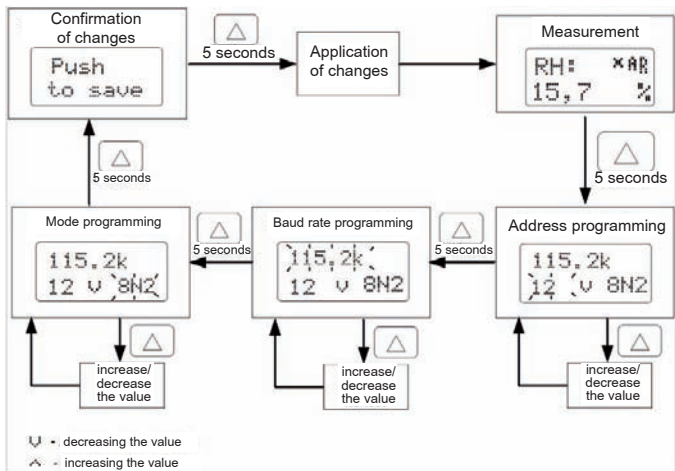 Confirmation
of changes
Push
to save
5 seconds
Application
of changes
Measurement
RH: ×AR
15,7 %
5 seconds
5 seconds
Mode programming
115.2k
12 v 8N2
5 seconds
Baud rate programming
115.2k
12 v 8N2
5 seconds
Address programming
115.2k
12 v 8N2
increase/
decrease
the value
increase/
decrease
the value
increase/
decrease
the value
v - decreasing the value
^ - increasing the value